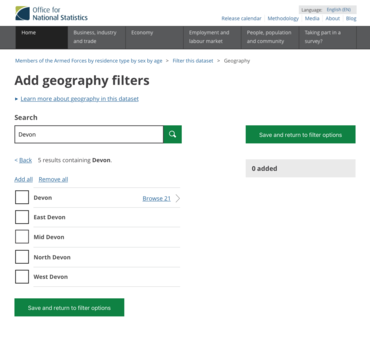 Office for
National Statistics
Language: English (EN)
Release calendar Methodology Media About Blog
Home
Business, industry
and trade
Economy
Employment and
labour market
People, population
and community
Taking part in a
survey?
Members of the Armed Forces by residence type by sex by age > Filter this dataset > Geography
Add geography filters
Learn more about geography in this dataset
Search
Devon
Save and return to filter options
< Back 5 results containing Devon.
0 added
Add all Remove all
Devon Browse 21
East Devon
Mid Devon
North Devon
West Devon
Save and return to filter options